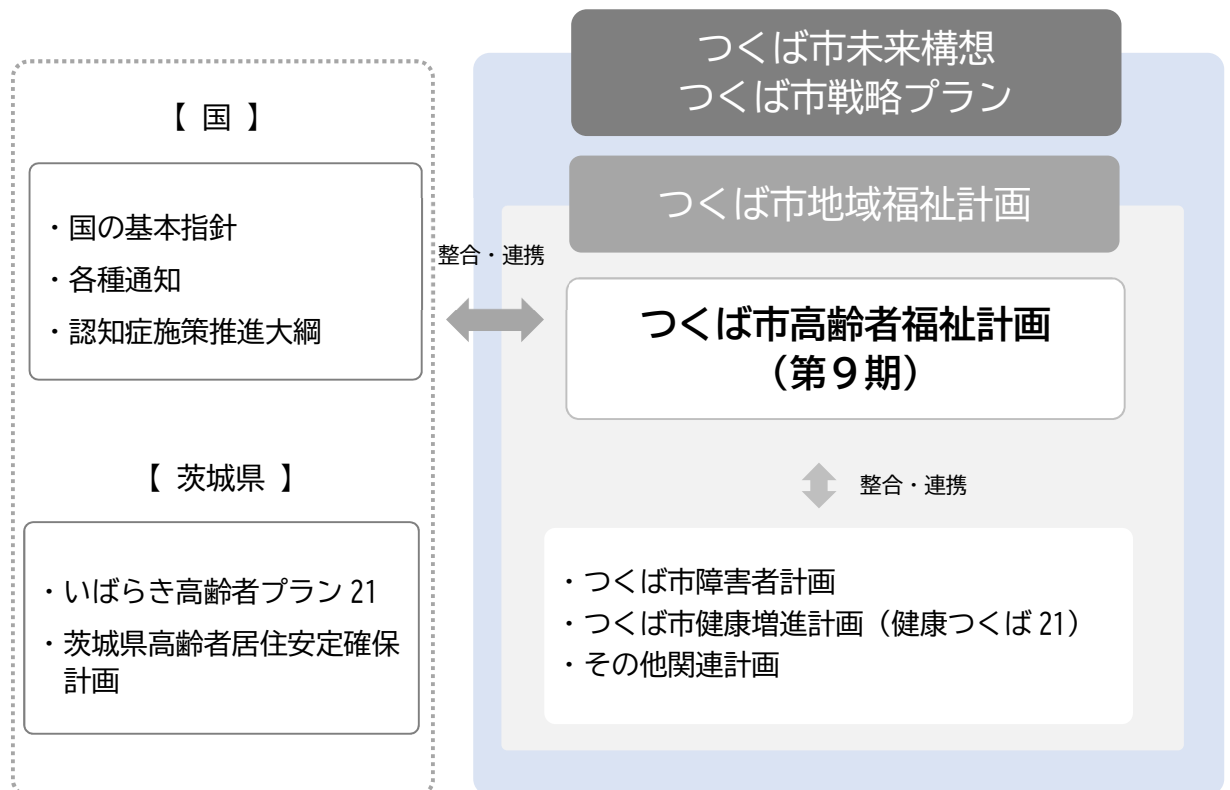 【 国 】
・国の基本指針
・各種通知
・認知症施策推進大綱
【 茨城県 】
・いばらき高齢者プラン 21
・茨城県高齢者居住安定確保
計画
整合・連携
つくば市未来構想
つくば市戦略プラン
つくば市地域福祉計画
つくば市高齢者福祉計画
（第９期）
整合・連携
・つくば市障害者計画
・つくば市健康増進計画（健康つくば 21）
・その他関連計画